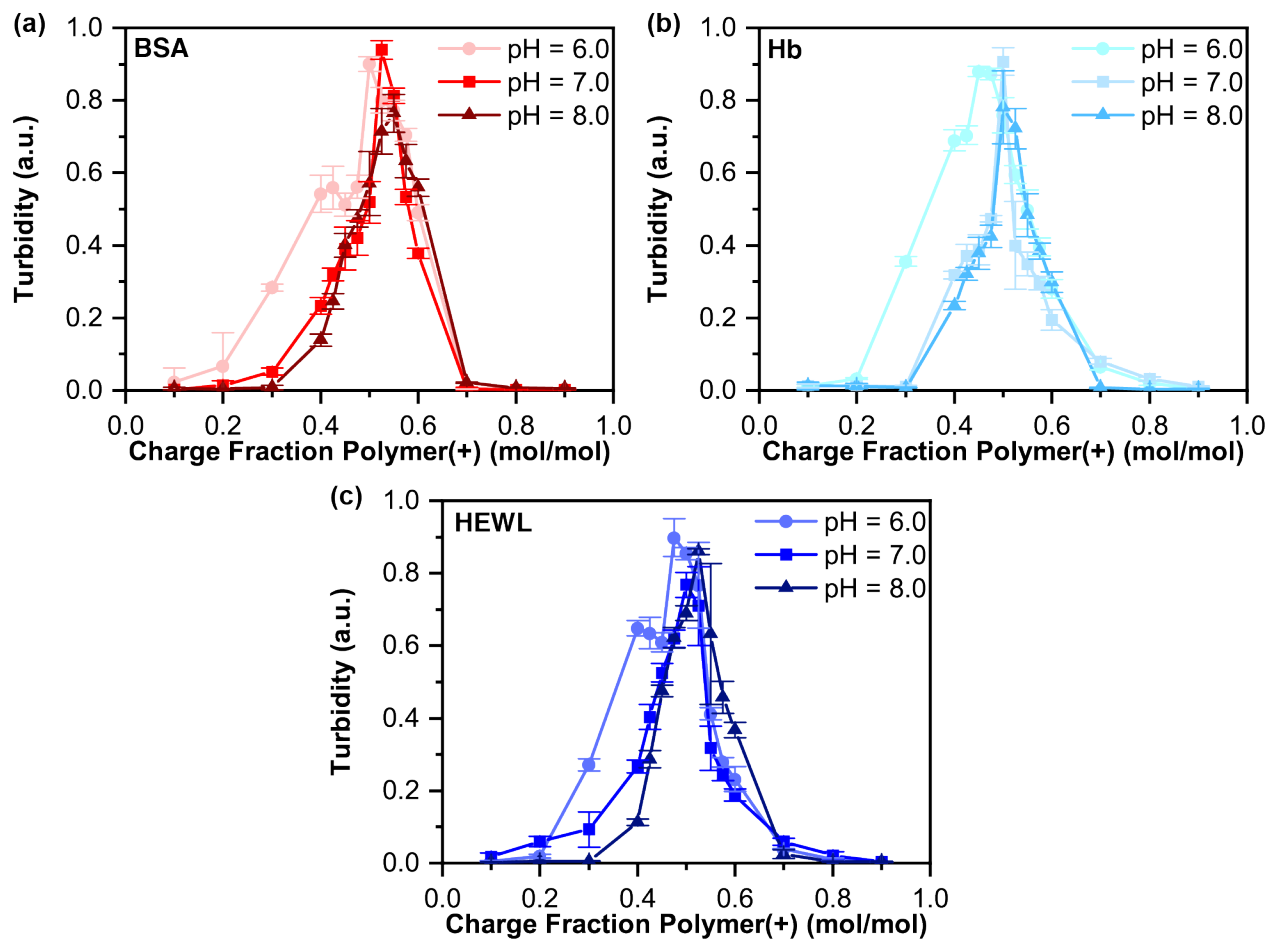 (a)
BSA
pH = 6.0
pH = 7.0
pH = 8.0
1.0
0.8
0.6
0.4
0.2
0.0
Turbidity (a.u.)
0.0 0.2 0.4 0.6 0.8 1.0
Charge Fraction Polymer(+) (mol/mol)
(b)
Hb
pH = 6.0
pH = 7.0
pH = 8.0
1.0
0.8
0.6
0.4
0.2
0.0
Turbidity (a.u.)
0.0 0.2 0.4 0.6 0.8 1.0
Charge Fraction Polymer(+) (mol/mol)
(c)
HEWL
pH = 6.0
pH = 7.0
pH = 8.0
1.0
0.8
0.6
0.4
0.2
0.0
Turbidity (a.u.)
0.0 0.2 0.4 0.6 0.8 1.0
Charge Fraction Polymer(+) (mol/mol)